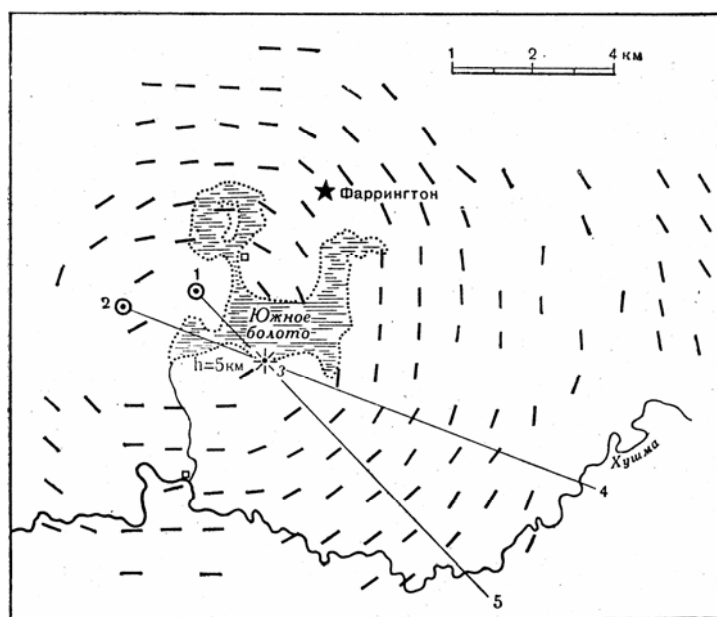 1 2 4 км
Фаррингтон
1
2
Южное
болото
h=5км
3
Хушма
4
5